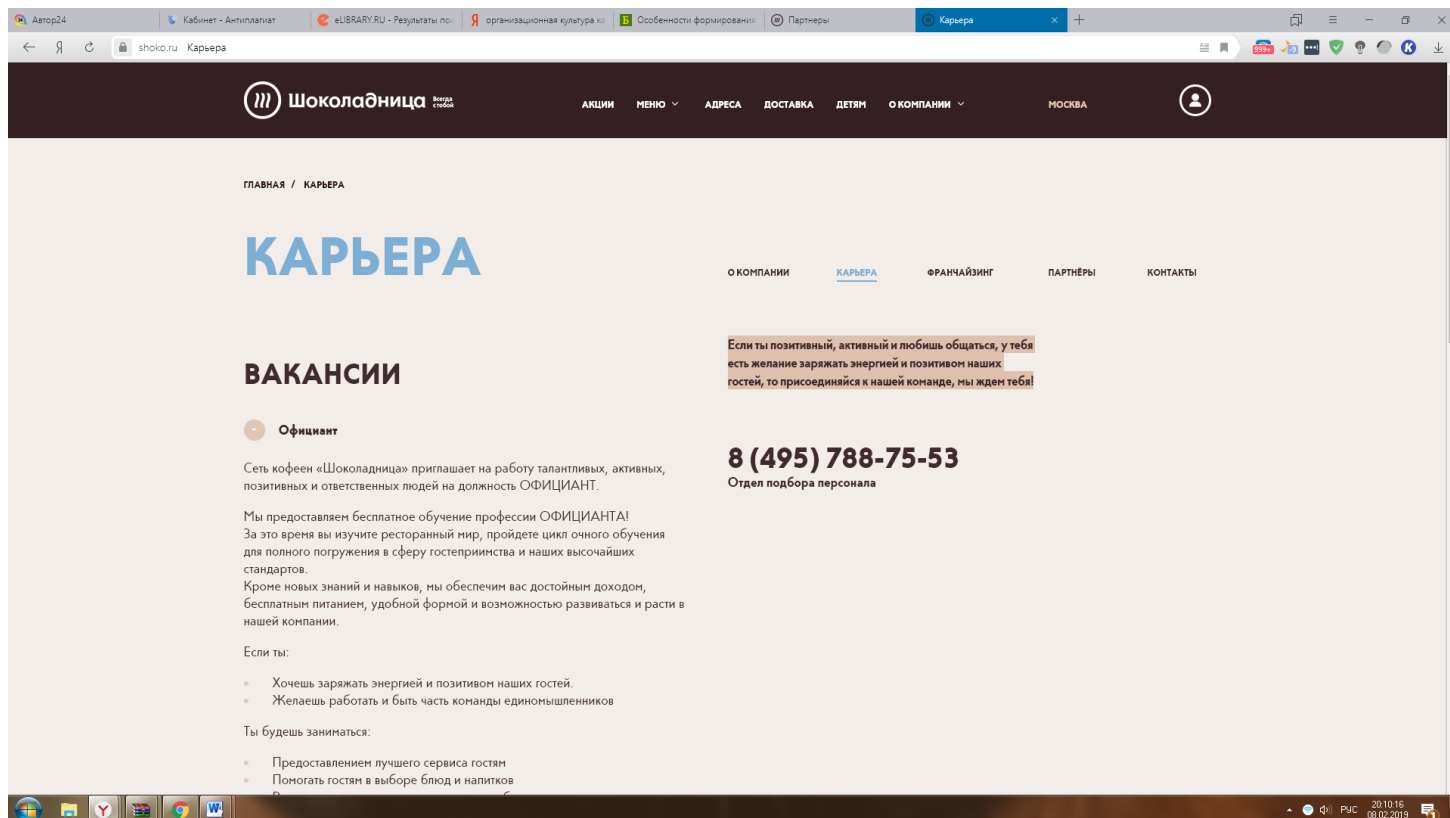 Автор24
Кабинет - Антиплагиат
eLIBRARY.RU - Результаты пои
организационная культура ка
Особенности формирования
Партнеры
Карьера
shoko.ru Карьера
999+
Шоколадница Всегда с тобой
АКЦИИ МЕНЮ АДРЕСА ДОСТАВКА ДЕТЯМ О КОМПАНИИ МОСКВА
ГЛАВНАЯ / КАРЬЕРА
КАРЬЕРА
О КОМПАНИИ КАРЬЕРА ФРАНЧАЙЗИНГ ПАРТНЁРЫ КОНТАКТЫ
ВАКАНСИИ
- Официант
Сеть кофеен «Шоколадница» приглашает на работу талантливых, активных,
позитивных и ответственных людей на должность ОФИЦИАНТ.
Мы предоставляем бесплатное обучение профессии ОФИЦИАНТА!
За это время вы изучите ресторанный мир, пройдете цикл очного обучения
для полного погружения в сферу гостеприимства и наших высочайших
стандартов.
Кроме новых знаний и навыков, мы обеспечим вас достойным доходом,
бесплатным питанием, удобной формой и возможностью развиваться и расти в
нашей компании.
Если ты:
Хочешь заряжать энергией и позитивом наших гостей.
Желаешь работать и быть часть команды единомышленников
Ты будешь заниматься:
Предоставлением лучшего сервиса гостям
Помогать гостям в выборе блюд и напитков
Если ты позитивный, активный и любишь общаться, у тебя
есть желание заряжать энергией и позитивом наших
гостей, то присоединяйся к нашей команде, мы ждем тебя!
8 (495) 788-75-53
Отдел подбора персонала
РУС
20:10:16
08.02.2019